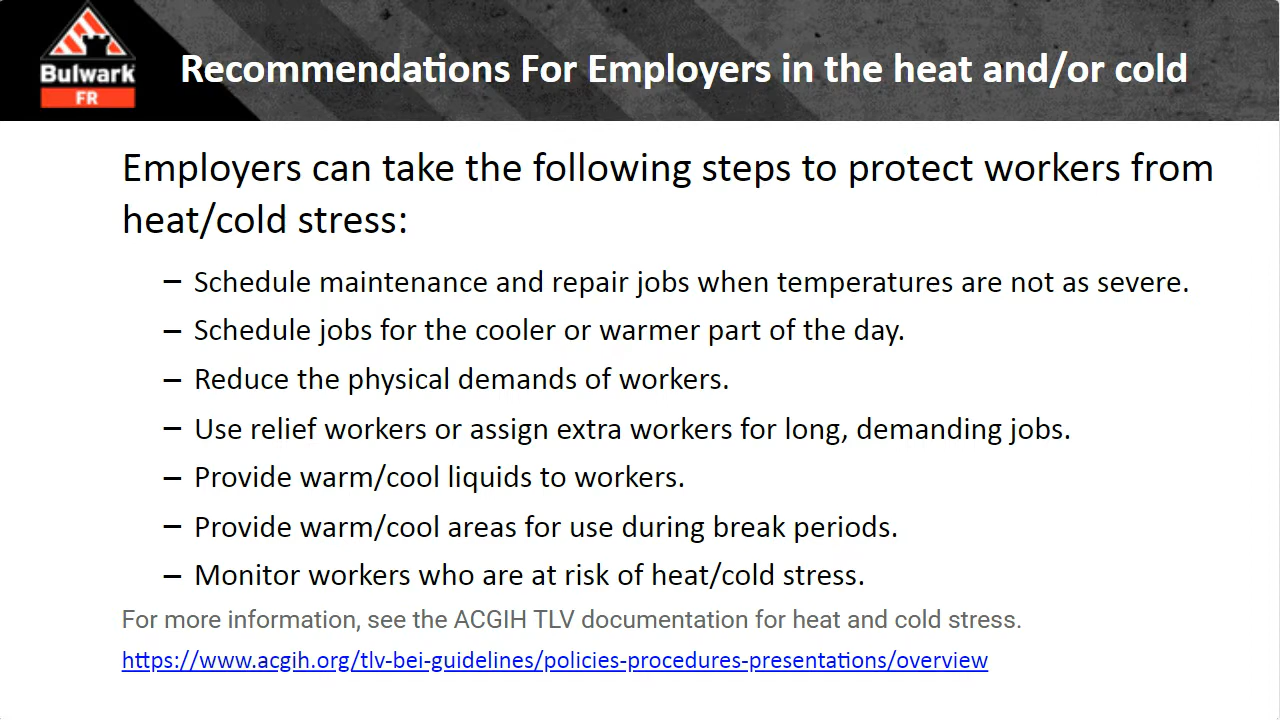 Bulwark
FR
Recommendations For Employers in the heat and/or cold
Employers can take the following steps to protect workers from
heat/cold stress:
– Schedule maintenance and repair jobs when temperatures are not as severe.
– Schedule jobs for the cooler or warmer part of the day.
– Reduce the physical demands of workers.
– Use relief workers or assign extra workers for long, demanding jobs.
– Provide warm/cool liquids to workers.
– Provide warm/cool areas for use during break periods.
– Monitor workers who are at risk of heat/cold stress.
For more information, see the ACGIH TLV documentation for heat and cold stress.
https://www.acgih.org/tlv-bei-guidelines/policies-procedures-presentations/overview